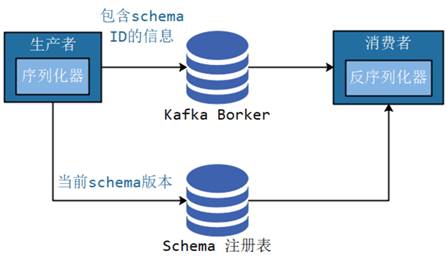 生产者
序列化器
包含schema
ID的信息
消费者
反序列化器
Kafka Borker
当前schema版本
Schema 注册表